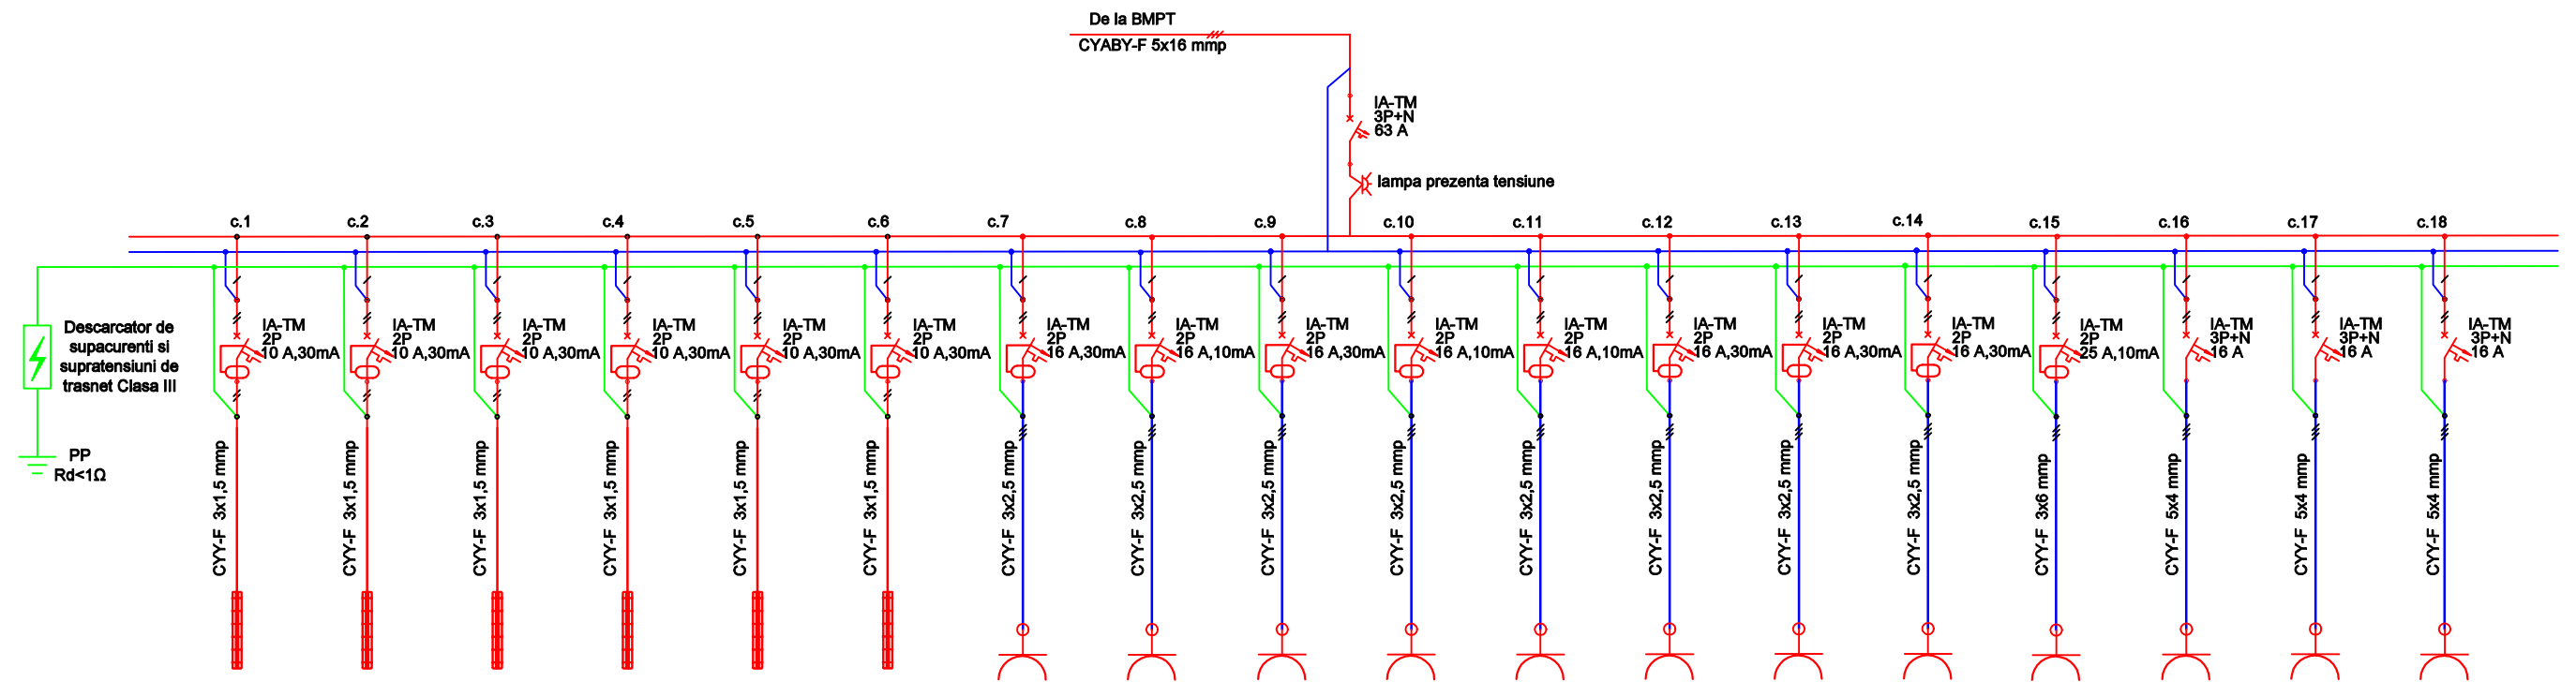 De la BMPT
CYABY-F 5x16 mmp
IA-TM
3P+N
63 A
lampa prezenta tensiune
c.1
c.2
c.3
c.4
c.5
c.6
c.7
c.8
c.9
c.10
c.11
c.12
c.13
c.14
c.15
c.16
c.17
c.18
Descarcator de
supacurenti si
supratensiuni de
trasnet Clasa III
PP
Rd<1Ω
IA-TM
2P
10 A,30mA
IA-TM
2P
10 A,30mA
IA-TM
2P
10 A,30mA
IA-TM
2P
10 A,30mA
IA-TM
2P
10 A,30mA
IA-TM
2P
10 A,30mA
IA-TM
2P
16 A,30mA
IA-TM
2P
16 A,10mA
IA-TM
2P
16 A,30mA
IA-TM
2P
16 A,10mA
IA-TM
2P
16 A,10mA
IA-TM
2P
16 A,30mA
IA-TM
2P
16 A,30mA
IA-TM
2P
16 A,30mA
IA-TM
2P
25 A,10mA
IA-TM
3P+N
16 A
IA-TM
3P+N
16 A
IA-TM
3P+N
16 A
CYY-F 3x1,5 mmp
CYY-F 3x1,5 mmp
CYY-F 3x1,5 mmp
CYY-F 3x1,5 mmp
CYY-F 3x1,5 mmp
CYY-F 3x1,5 mmp
CYY-F 3x2,5 mmp
CYY-F 3x2,5 mmp
CYY-F 3x2,5 mmp
CYY-F 3x2,5 mmp
CYY-F 3x2,5 mmp
CYY-F 3x2,5 mmp
CYY-F 3x2,5 mmp
CYY-F 3x2,5 mmp
CYY-F 3x6 mmp
CYY-F 5x4 mmp
CYY-F 5x4 mmp
CYY-F 5x4 mmp